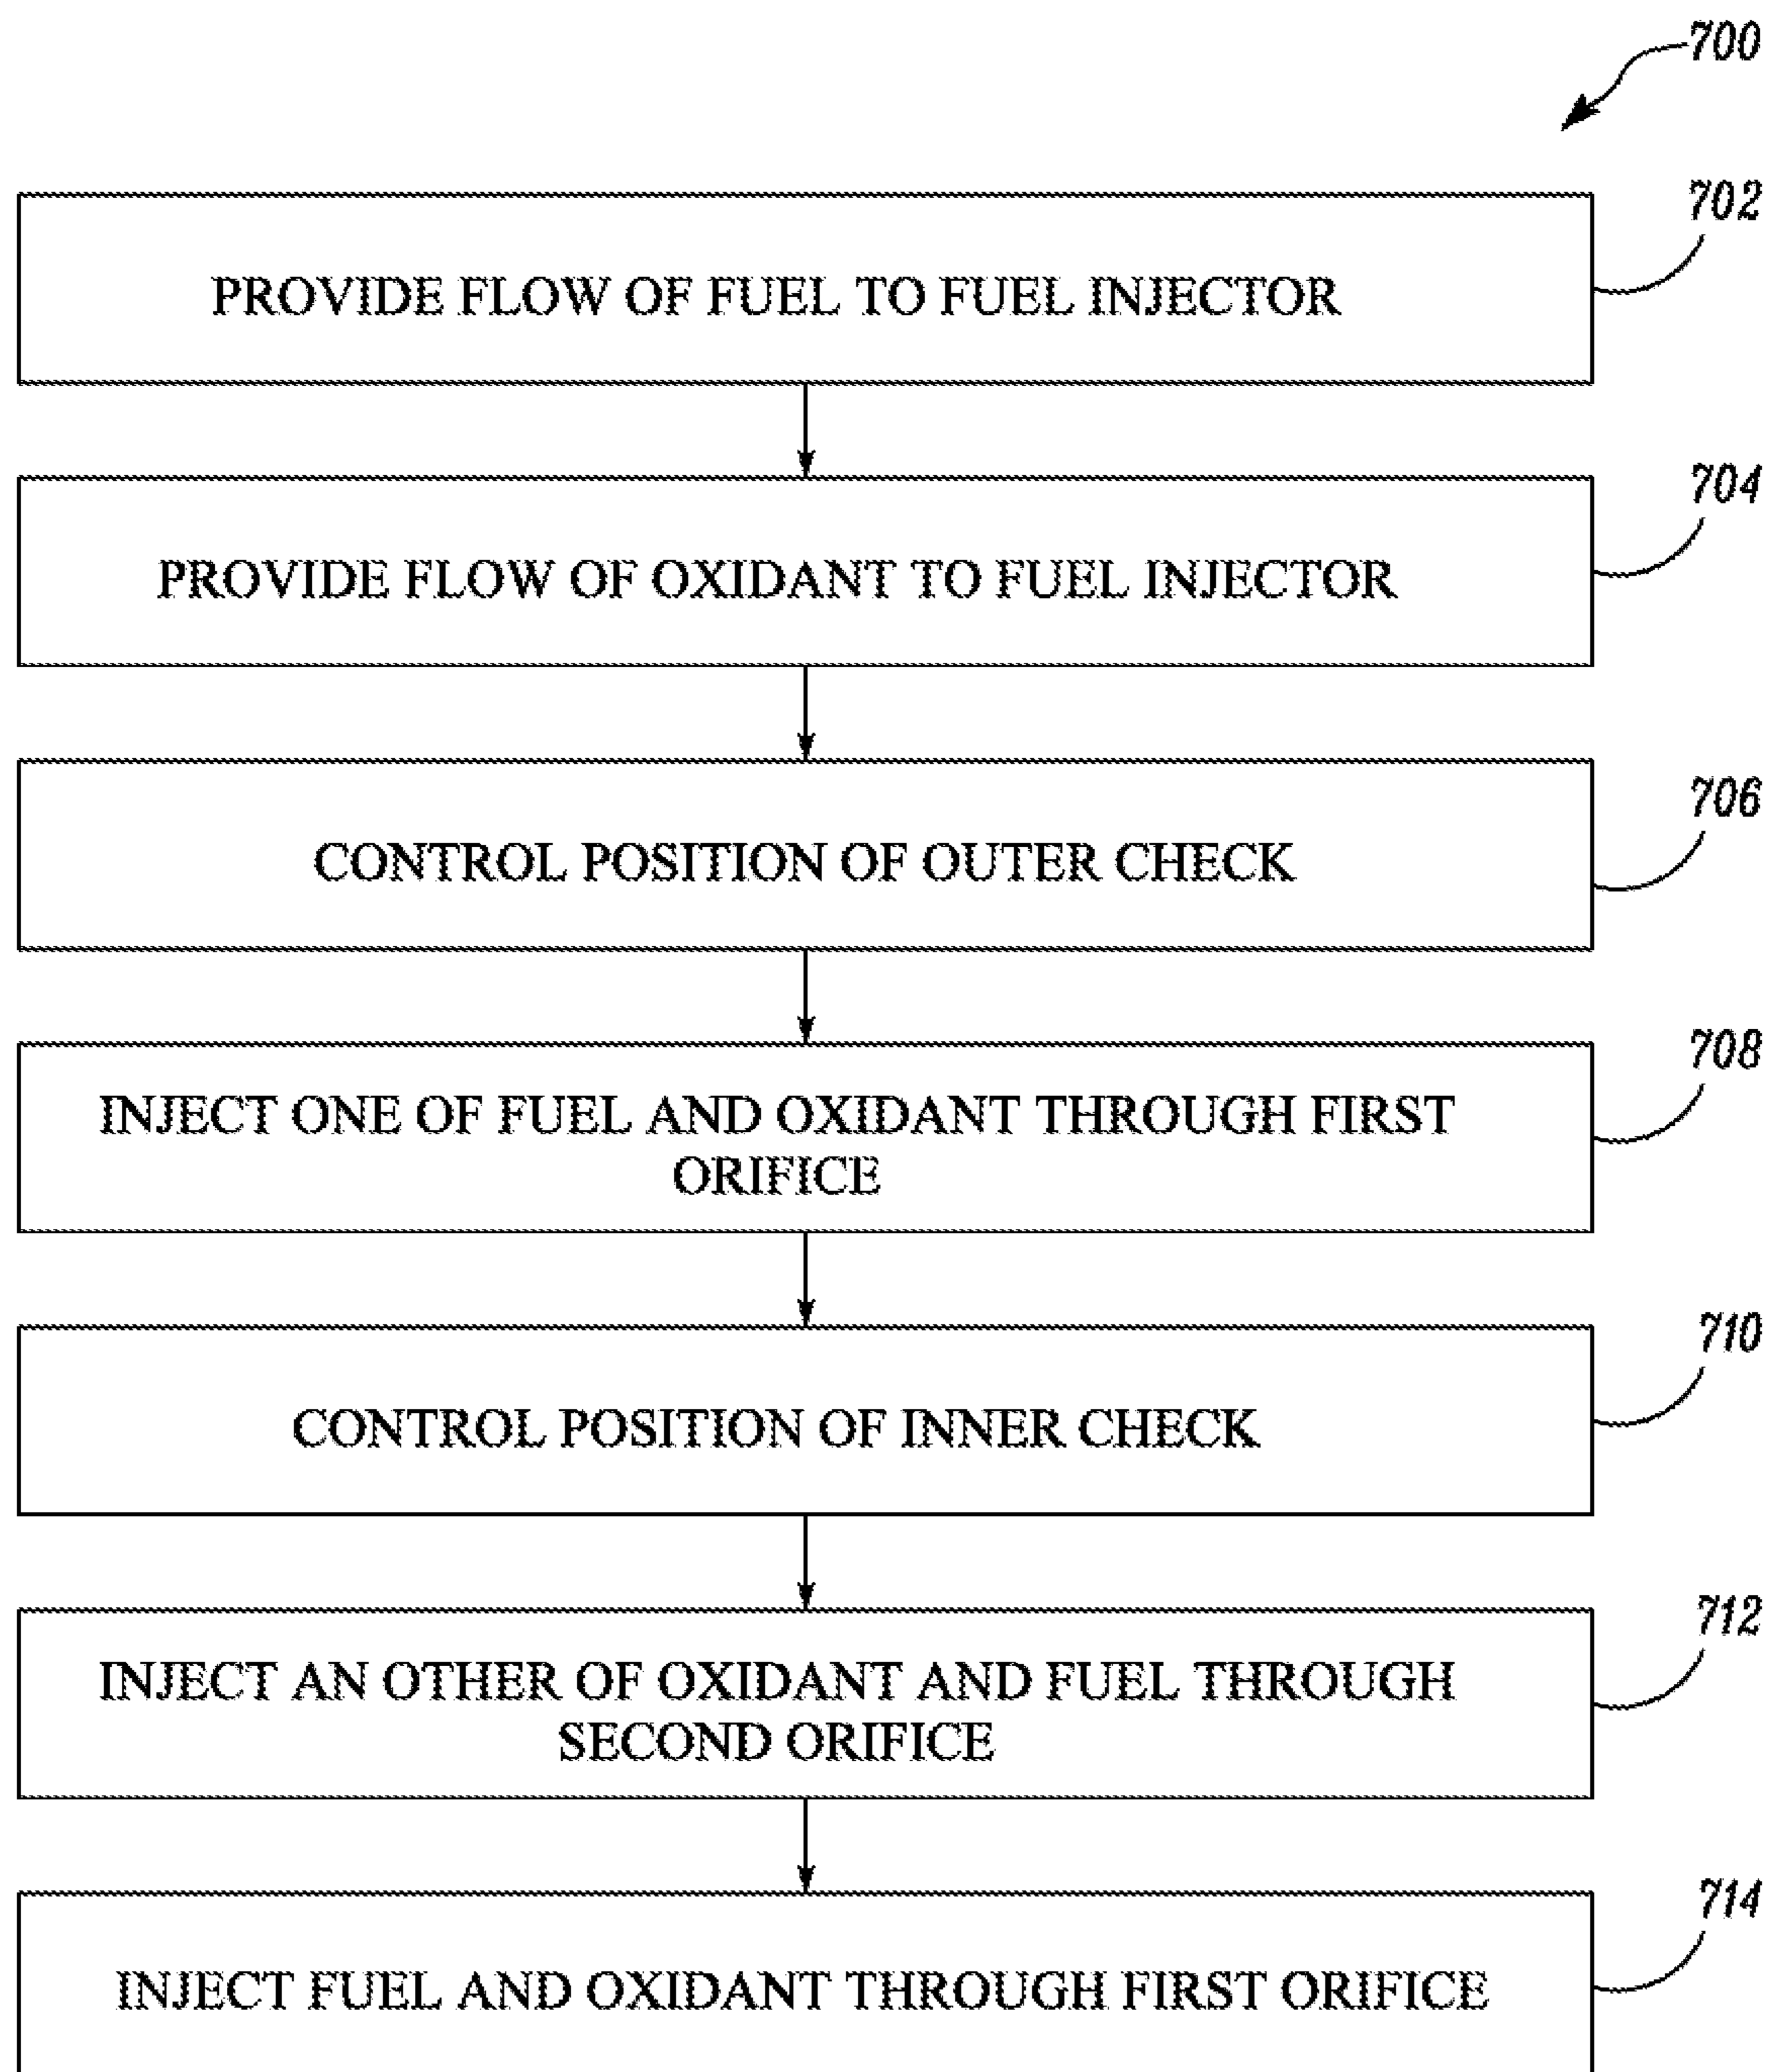 700
702
PROVIDE FLOW OF FUEL TO FUEL INJECTOR
704
PROVIDE FLOW OF OXIDANT TO FUEL INJECTOR
706
CONTROL POSITION OF OUTER CHECK
708
INJECT ONE OF FUEL AND OXIDANT THROUGH FIRST
ORIFICE
710
CONTROL POSITION OF INNER CHECK
712
INJECT AN OTHER OF OXIDANT AND FUEL THROUGH
SECOND ORIFICE
714
INJECT FUEL AND OXIDANT THROUGH FIRST ORIFICE